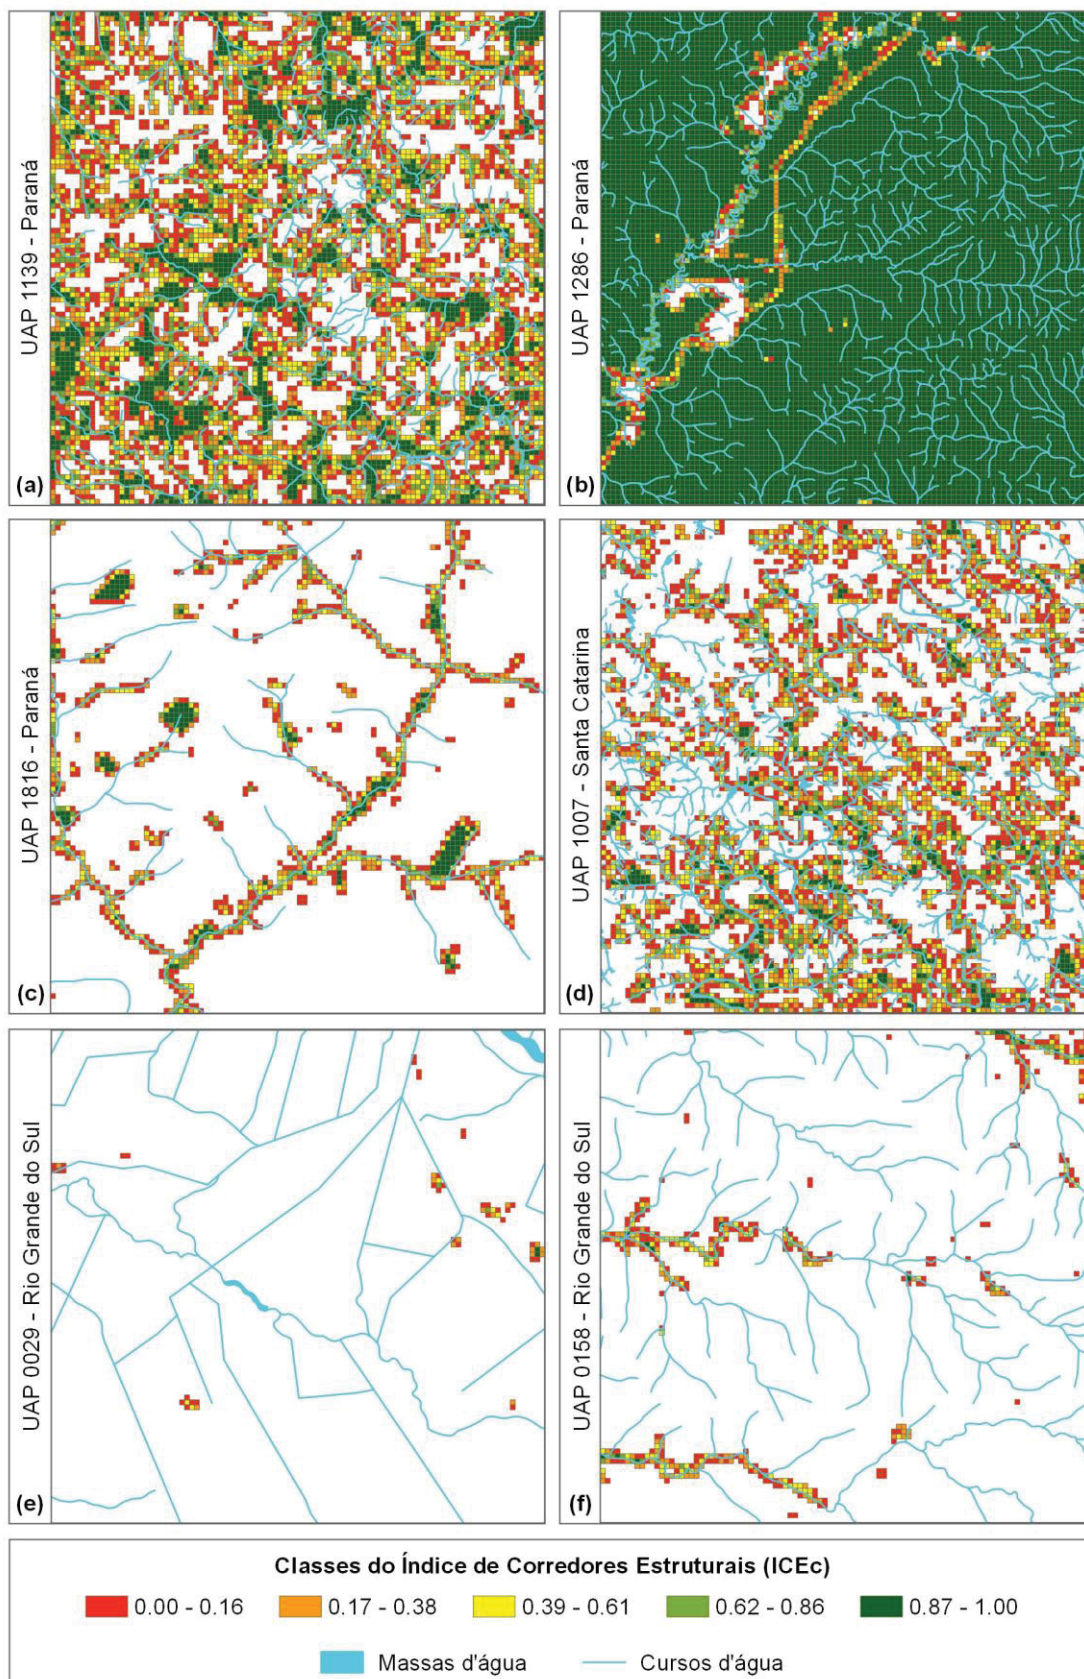 UAP 1139 - Paraná
(a)
UAP 1286 - Paraná
(b)
UAP 1816 - Paraná
(c)
UAP 1007 - Santa Catarina
(d)
UAP 0029 - Rio Grande do Sul
(e)
UAP 0158 - Rio Grande do Sul
(f)
Classes do Índice de Corredores Estruturais (ICEc)
0.00 - 0.16 0.17 - 0.38 0.39 - 0.61 0.62 - 0.86 0.87 - 1.00
Massas d'água Cursos d'água